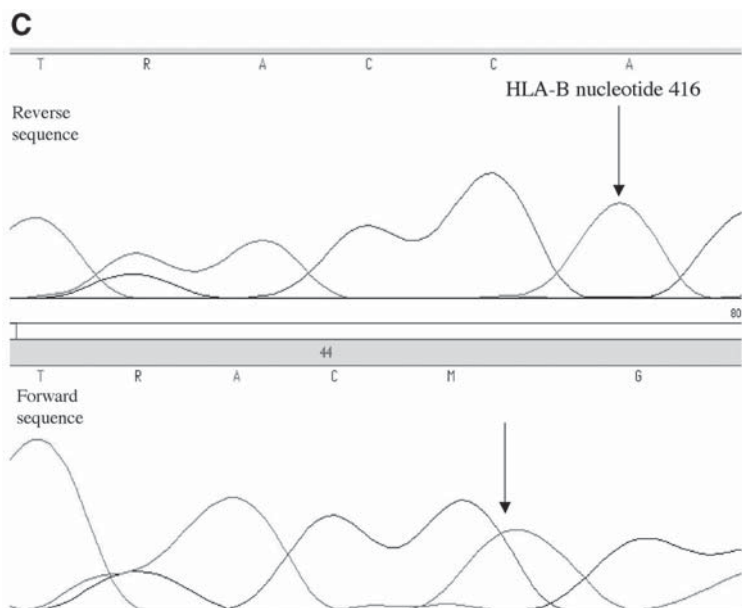 C
T R A C C A
HLA-B nucleotide 416
Reverse
sequence
80
44
T R A C M G
Forward
sequence